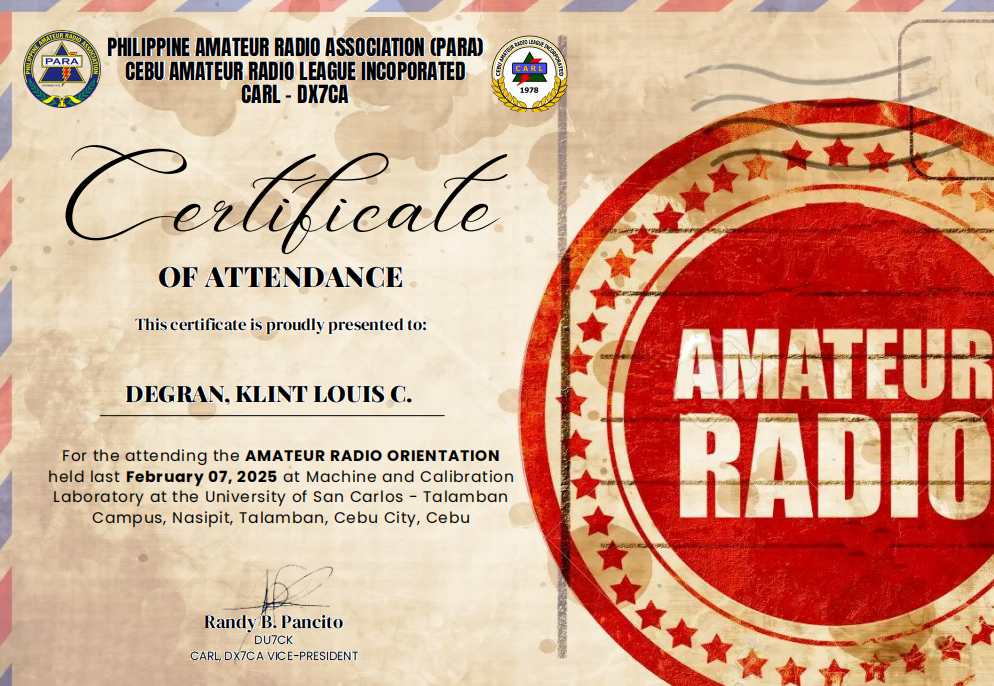 PHILIPPINE AMATEUR RADIO ASSOCIATION (PARA)
CEBU AMATEUR RADIO LEAGUE INCOPORATED
CARL - DX7CA
PHILIPPINE AMATEUR RADIO ASSOCIATION
PARA
CEBU AMATEUR RADIO LEAGUE INCORPORATED
CARL
1978
Certificate
OF ATTENDANCE
This certificate is proudly presented to:
DEGRAN, KLINT LOUIS C.
For the attending the AMATEUR RADIO ORIENTATION
held last February 07, 2025 at Machine and Calibration
Laboratory at the University of San Carlos - Talamban
Campus, Nasipit, Talamban, Cebu City, Cebu
Randy B. Pancito
DU7CK
CARL, DX7CA VICE-PRESIDENT
AMATEUR
RADIO